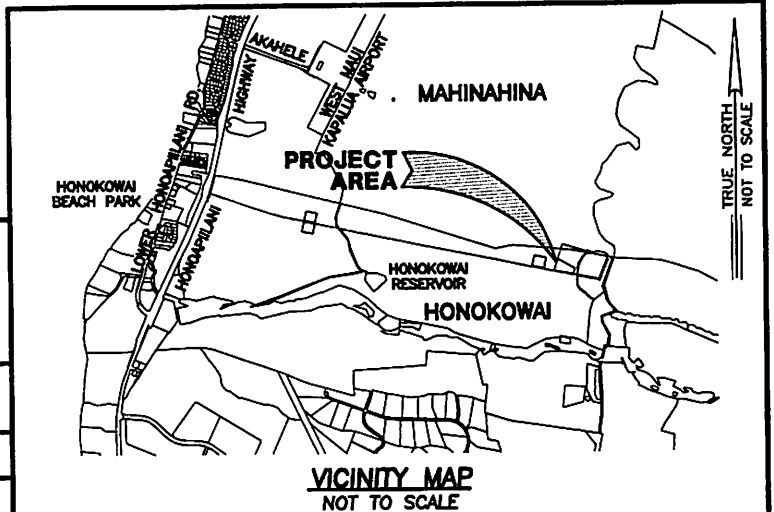 AKAHELE
WEST MAUI
KAPALUA AIRPORT
MAHINAHINA
HIGHWAY
LOWER HONOAPIILANI RD.
HONOAPIILANI
HONOKOWAI
BEACH PARK
PROJECT
AREA
HONOKOWAI
RESERVOIR
HONOKOWAI
TRUE NORTH
NOT TO SCALE
VICINITY MAP
NOT TO SCALE